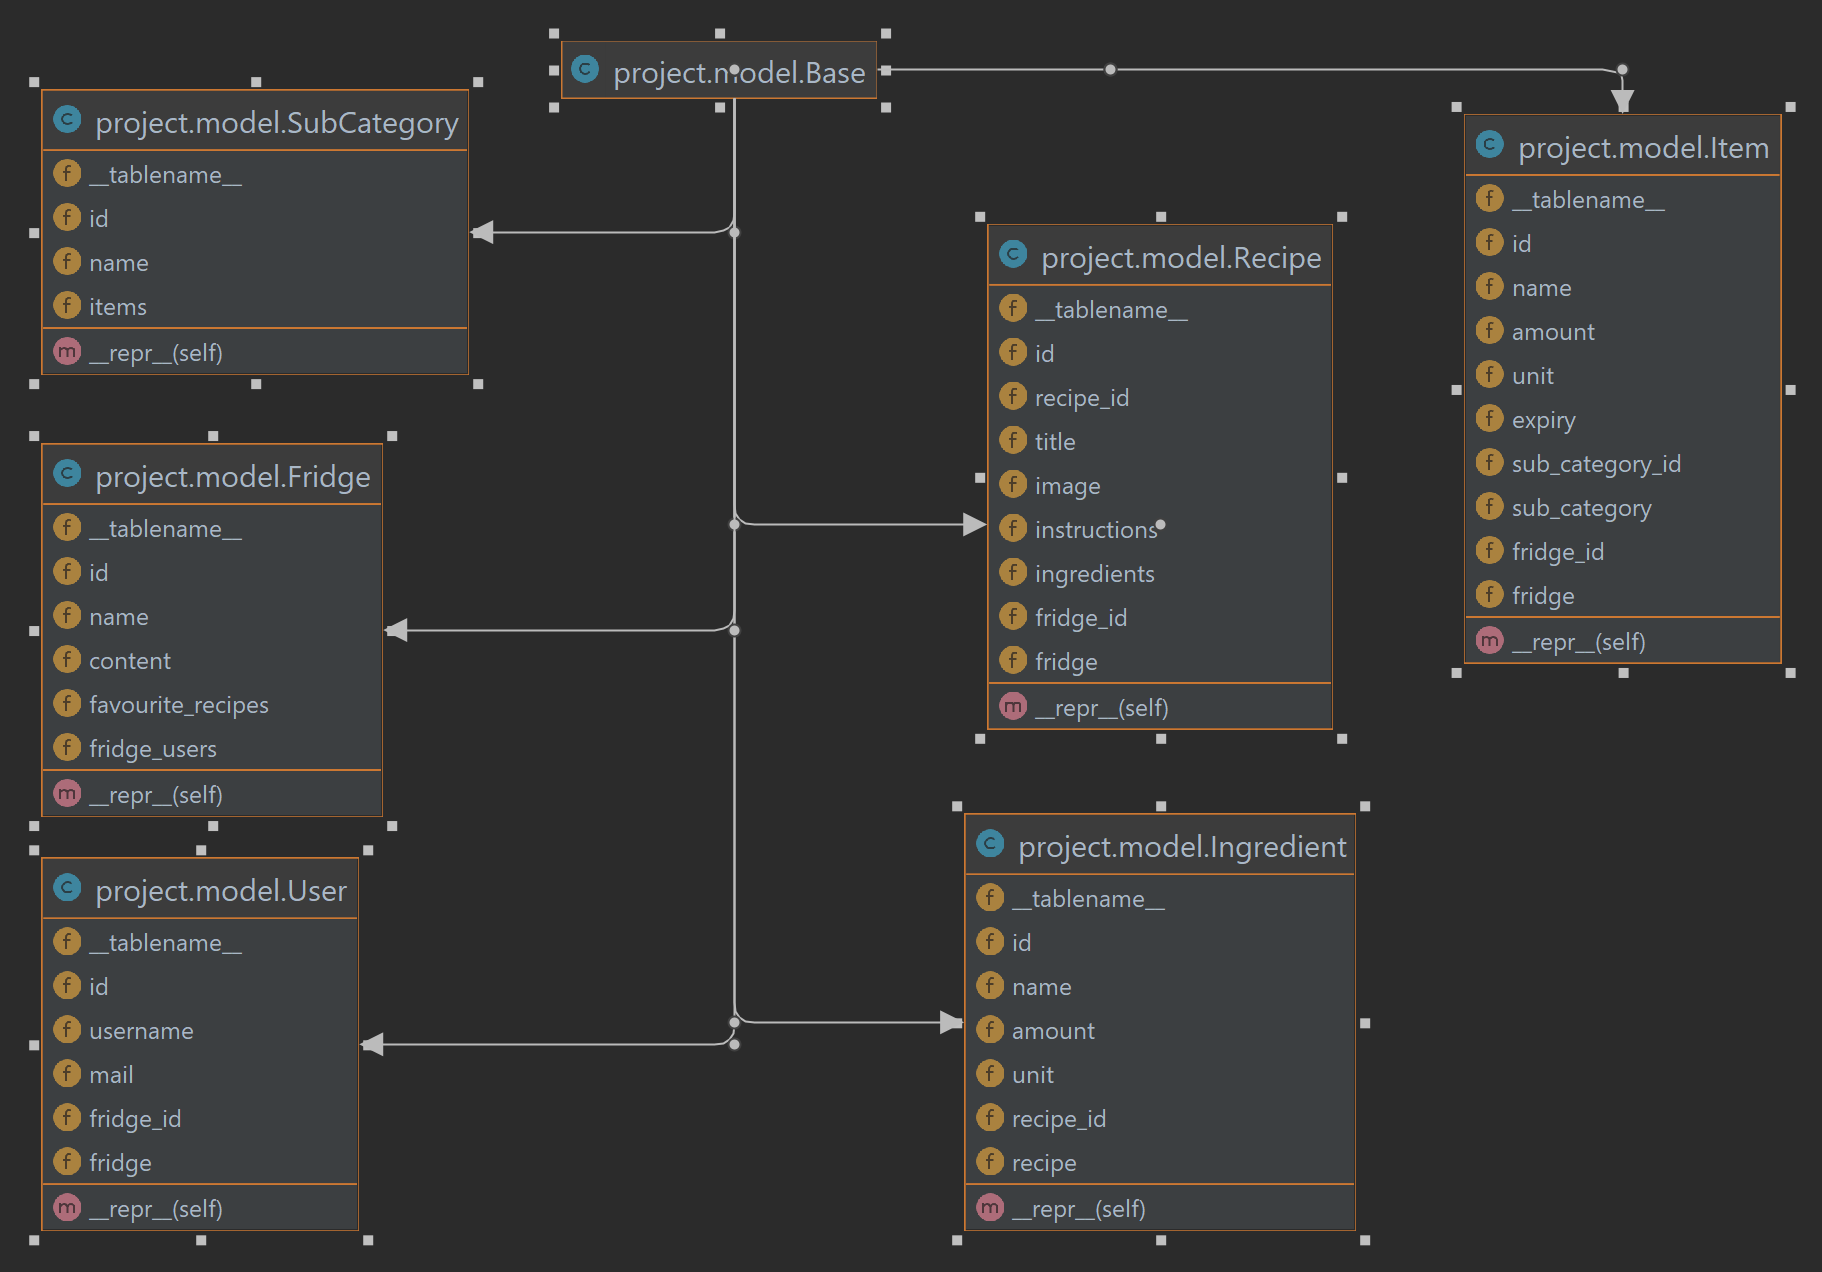 project.model.Base
project.model.SubCategory
__tablename__
id
name
items
__repr__(self)
project.model.Fridge
__tablename__
id
name
content
favourite_recipes
fridge_users
__repr__(self)
project.model.User
__tablename__
id
username
mail
fridge_id
fridge
__repr__(self)
project.model.Recipe
__tablename__
id
recipe_id
title
image
instructions
ingredients
fridge_id
fridge
__repr__(self)
project.model.Ingredient
__tablename__
id
name
amount
unit
recipe_id
recipe
__repr__(self)
project.model.Item
__tablename__
id
name
amount
unit
expiry
sub_category_id
sub_category
fridge_id
fridge
__repr__(self)